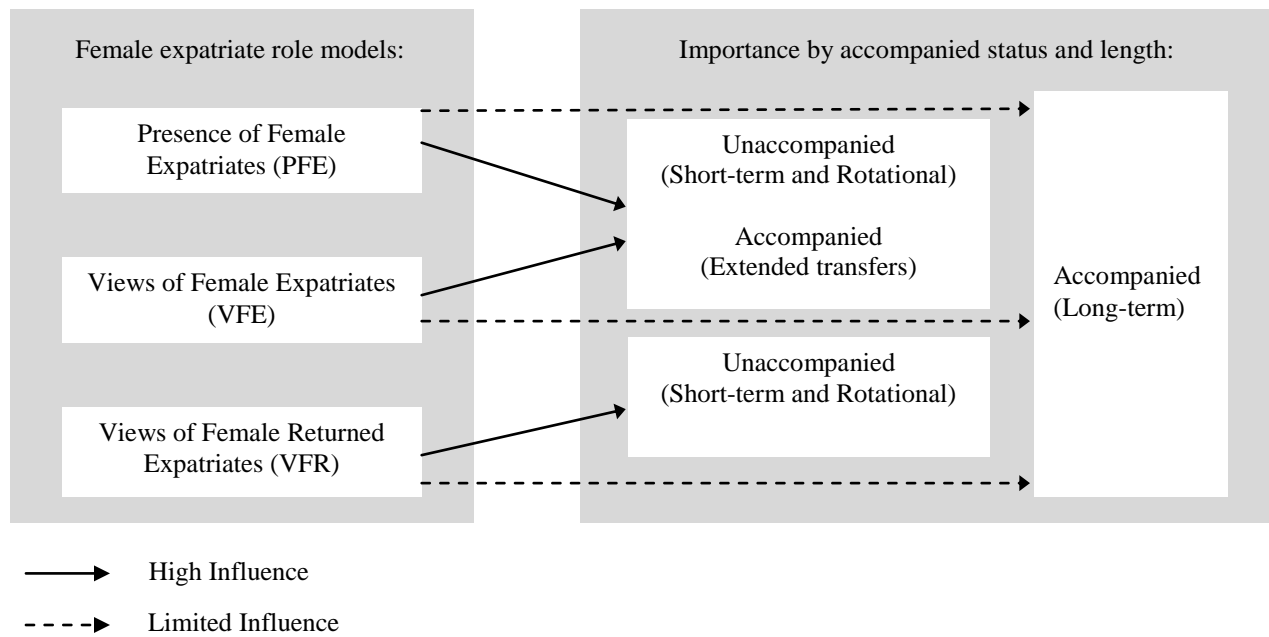 Female expatriate role models:
Presence of Female
Expatriates (PFE)
Views of Female Expatriates
(VFE)
Views of Female Returned
Expatriates (VFR)
Importance by accompanied status and length:
Unaccompanied
(Short-term and Rotational)
Accompanied
(Extended transfers)
Unaccompanied
(Short-term and Rotational)
Accompanied
(Long-term)
High Influence
Limited Influence